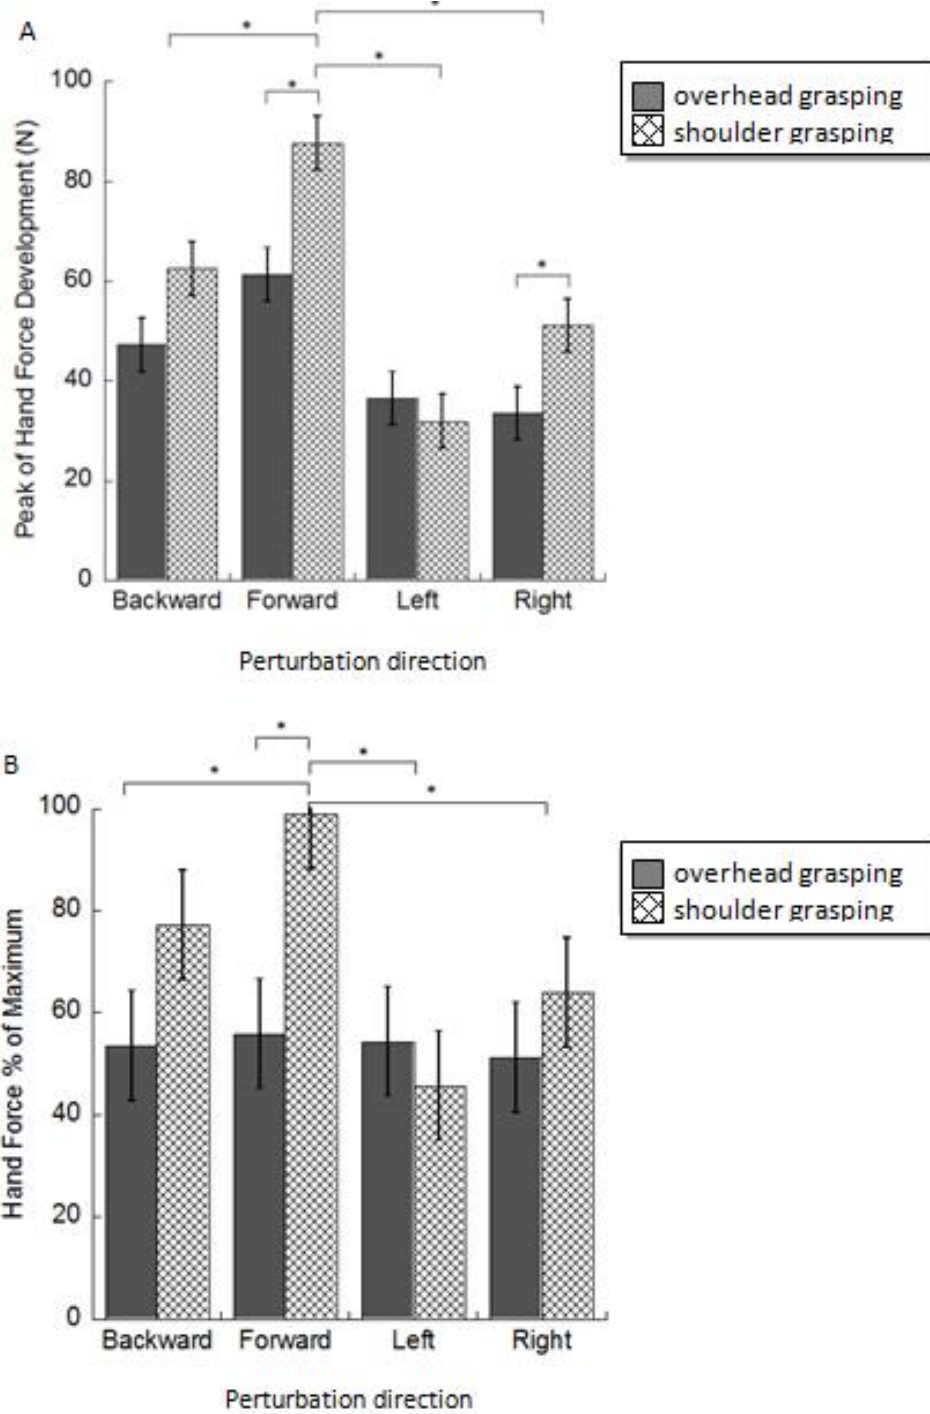 A
*
*
*
*
*
overhead grasping
shoulder grasping
Peak of Hand Force Development (N)
100
80
60
40
20
0
Backward Forward Left Right
Perturbation direction
B
*
*
*
*
overhead grasping
shoulder grasping
Hand Force % of Maximum
100
80
60
40
20
0
Backward Forward Left Right
Perturbation direction